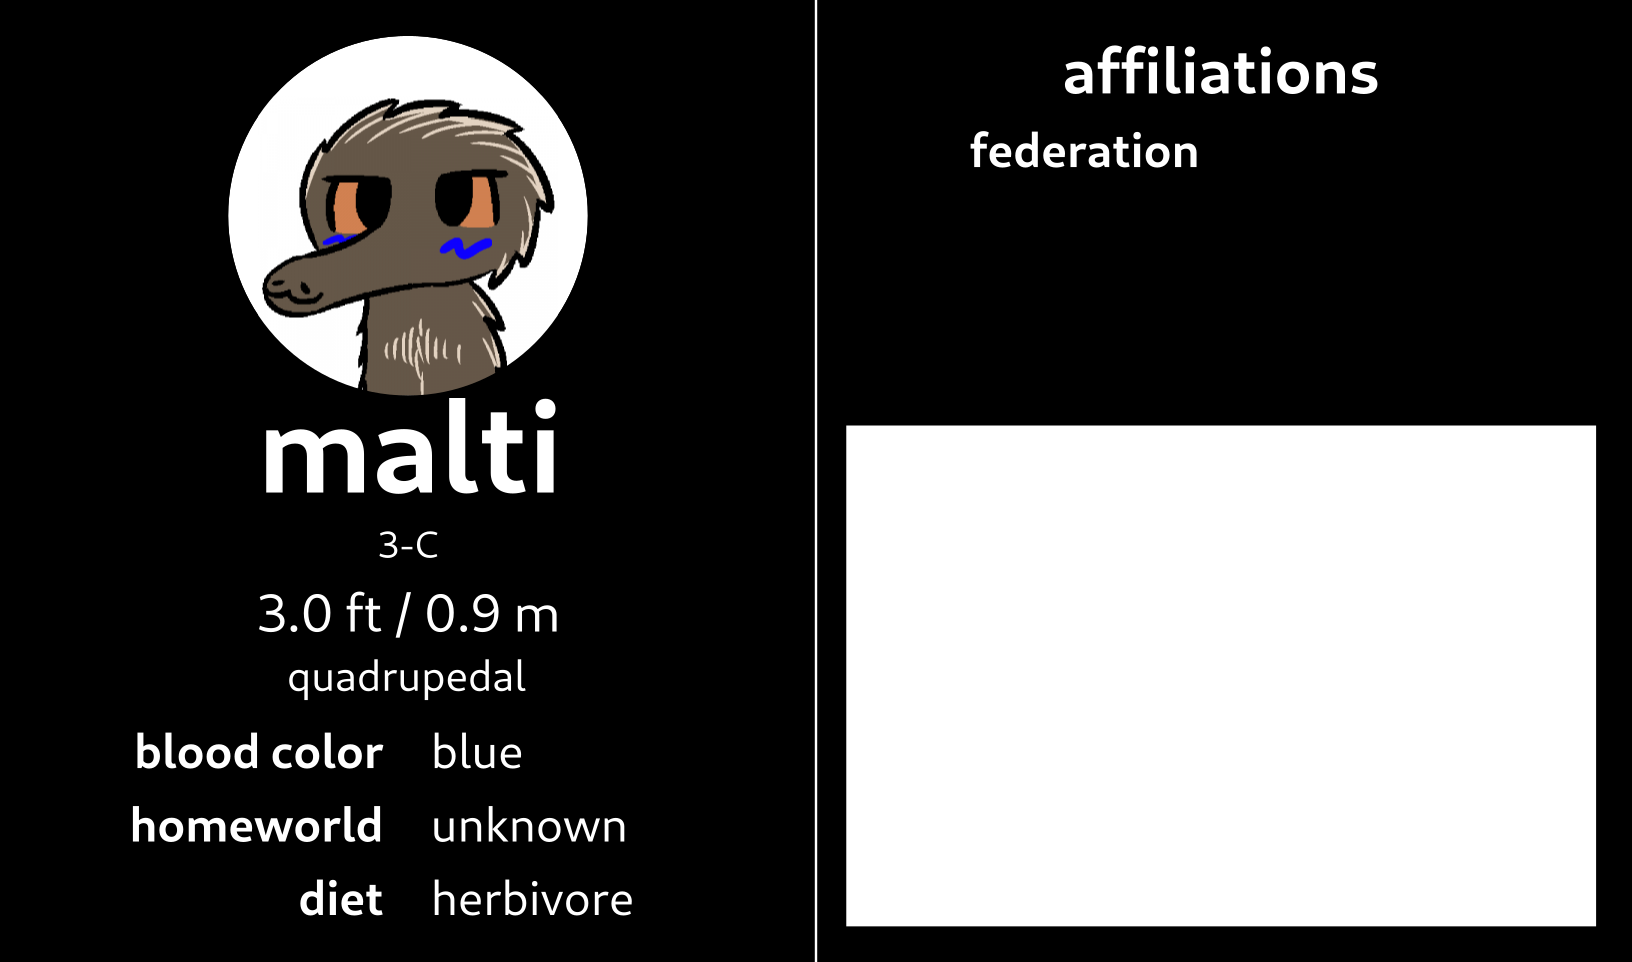 malti
3-C
3.0 ft / 0.9 m
quadrupedal
blood color blue
homeworld unknown
diet herbivore
affiliations
federation